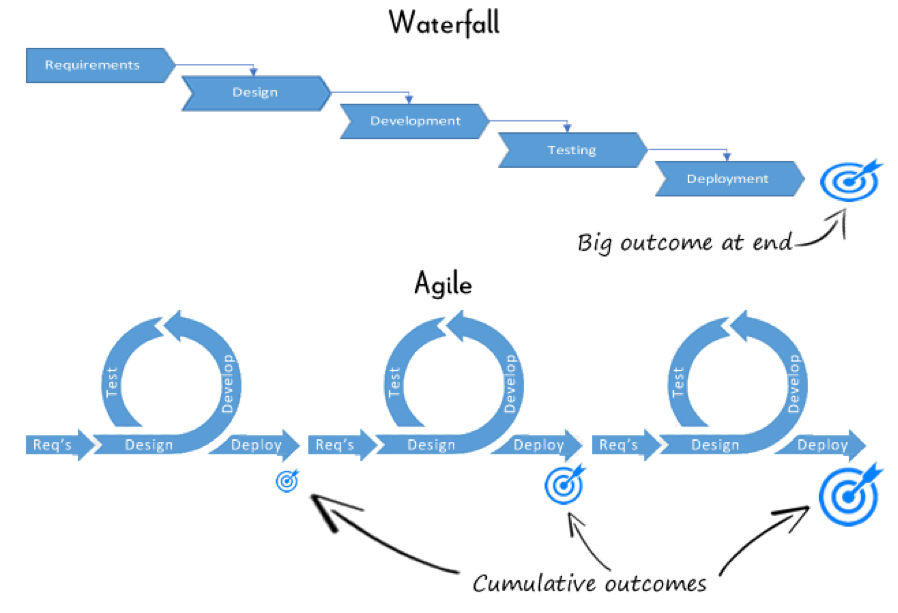 Waterfall
Requirements
Design
Development
Testing
Deployment
Big outcome at end
Agile
Test
Develop
Req's
Design
Deploy
Test
Develop
Req's
Design
Deploy
Test
Develop
Req's
Design
Deploy
Cumulative outcomes